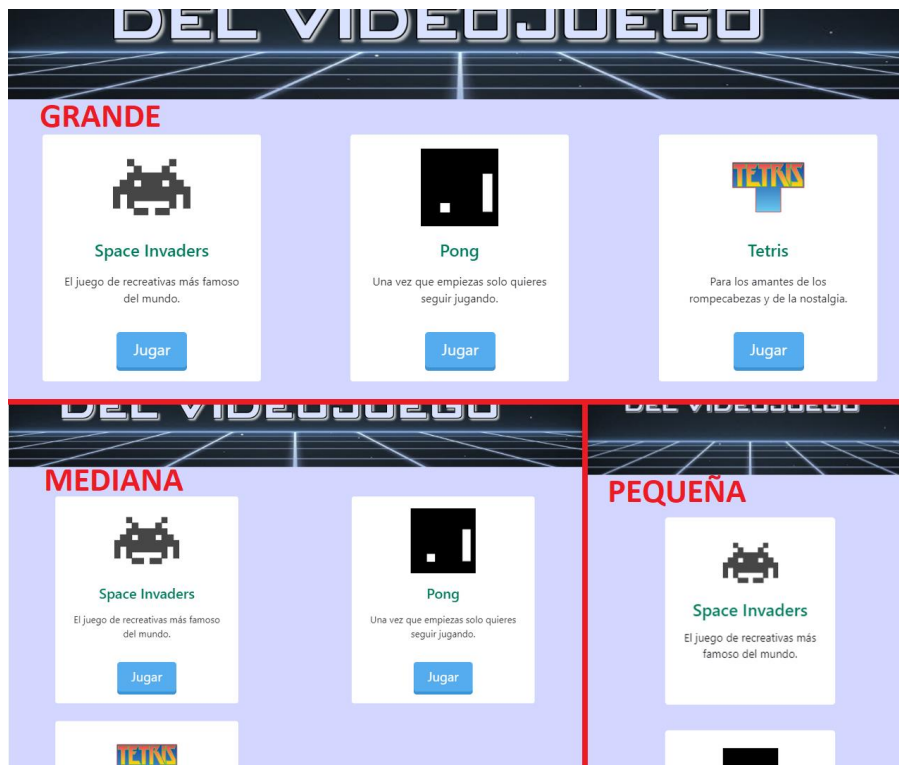 DEL VIDEOJUEGO
GRANDE
TETRIS
Space Invaders
Pong
Tetris
El juego de recreativas más famoso
del mundo.
Una vez que empiezas solo quieres
seguir jugando.
Para los amantes de los
rompecabezas y de la nostalgia.
Jugar
Jugar
Jugar
DEL VIDEOJUEGO
MEDIANA
Space Invaders
Pong
El juego de recreativas más famoso
del mundo.
Una vez que empiezas solo quieres
seguir jugando.
Jugar
Jugar
TETRIS
DEL VIDEOJUEGO
PEQUEÑA
Space Invaders
El juego de recreativas más
famoso del mundo.